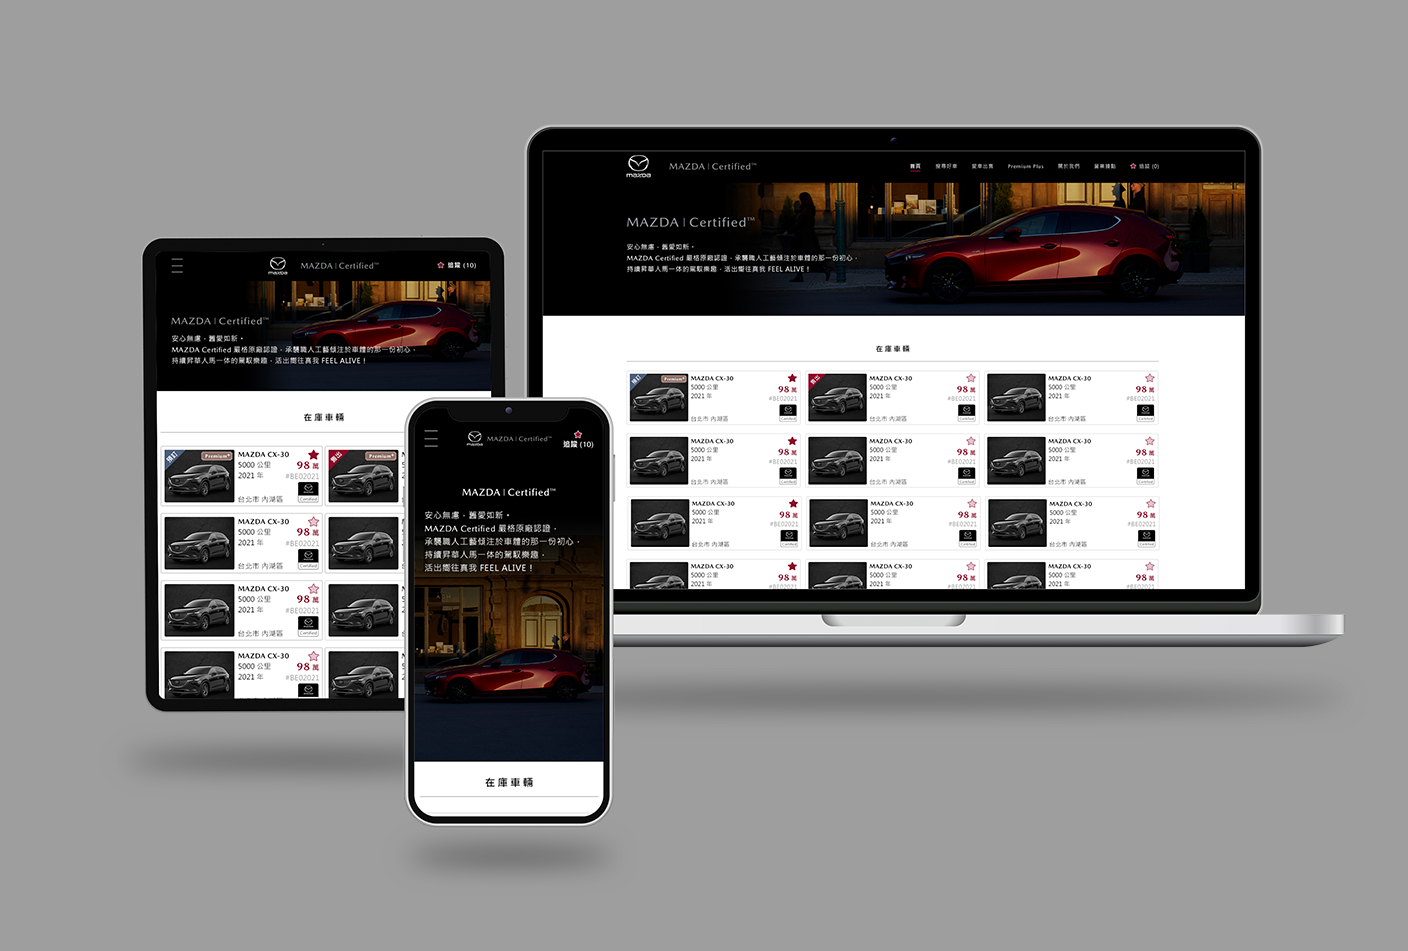 mazda
MAZDA | Certified™
首頁 搜尋好車 愛車出售 Premium Plus 關於我們 營業據點 追蹤 (0)
MAZDA | Certified™
安心無慮，舊愛如新。
MAZDA Certified 嚴格原廠認證，承襲職人工藝傾注於車體的那一份初心，
持續昇華人馬一体的駕馭樂趣，活出嚮往真我 FEEL ALIVE！
在庫車輛
預訂 Premium+ MAZDA CX-30 售出 MAZDA CX-30 MAZDA CX-30
5000 公里 98 萬 5000 公里 98 萬 5000 公里 98 萬
2021 年 #BE02021 2021 年 #BE02021 2021 年 #BE02021
台北市 內湖區 Certified 台北市 內湖區 Certified 台北市 內湖區 Certified
MAZDA CX-30 MAZDA CX-30 MAZDA CX-30
5000 公里 98 萬 5000 公里 98 萬 5000 公里 98 萬
2021 年 #BE02021 2021 年 #BE02021 2021 年 #BE02021
台北市 內湖區 Certified 台北市 內湖區 Certified 台北市 內湖區 Certified
MAZDA CX-30 MAZDA CX-30 MAZDA CX-30
5000 公里 98 萬 5000 公里 98 萬 5000 公里 98 萬
2021 年 #BE02021 2021 年 #BE02021 2021 年 #BE02021
台北市 內湖區 Certified 台北市 內湖區 Certified 台北市 內湖區 Certified
MAZDA CX-30 MAZDA CX-30 MAZDA CX-30
5000 公里 98 萬 5000 公里 98 萬 5000 公里 98 萬
2021 年 #BE02021 2021 年 #BE02021 2021 年 #BE02021
mazda
MAZDA | Certified™
追蹤 (10)
MAZDA | Certified™
安心無慮，舊愛如新。
MAZDA Certified 嚴格原廠認證，承襲職人工藝傾注於車體的那一份初心，
持續昇華人馬一体的駕馭樂趣，活出嚮往真我 FEEL ALIVE！
在庫車輛
預訂 Premium+ MAZDA CX-30 售出 Premium+
5000 公里 98 萬
2021 年 #BE02021
台北市 內湖區 Certified
MAZDA CX-30
5000 公里 98 萬
2021 年 #BE02021
台北市 內湖區 Certified
MAZDA CX-30
5000 公里 98 萬
2021 年 #BE02021
台北市 內湖區 Certified
MAZDA CX-30
5000 公里 98 萬
2021 年 #BE02021
mazda
MAZDA | Certified™
追蹤 (10)
MAZDA | Certified™
安心無慮，舊愛如新。
MAZDA Certified 嚴格原廠認證，
承襲職人工藝傾注於車體的那一份初心，
持續昇華人馬一体的駕馭樂趣，
活出嚮往真我 FEEL ALIVE！
在庫車輛